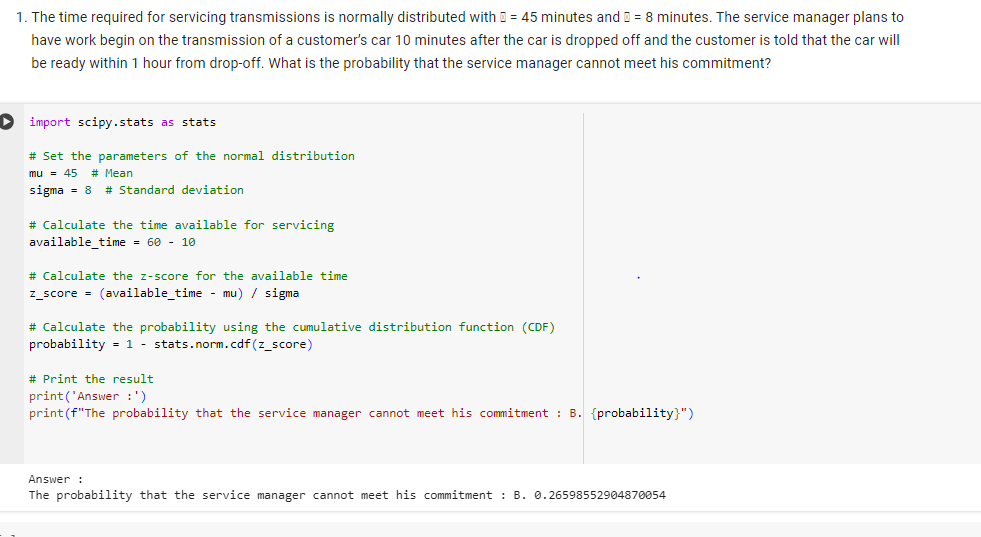 1. The time required for servicing transmissions is normally distributed with ▯ = 45 minutes and ▯ = 8 minutes. The service manager plans to
have work begin on the transmission of a customer's car 10 minutes after the car is dropped off and the customer is told that the car will
be ready within 1 hour from drop-off. What is the probability that the service manager cannot meet his commitment?
import scipy.stats as stats
# Set the parameters of the normal distribution
mu = 45  # Mean
sigma = 8  # Standard deviation
# Calculate the time available for servicing
available_time = 60 - 10
# Calculate the z-score for the available time
z_score = (available_time - mu) / sigma
# Calculate the probability using the cumulative distribution function (CDF)
probability = 1 - stats.norm.cdf(z_score)
# Print the result
print('Answer :')
print(f"The probability that the service manager cannot meet his commitment : B. {probability}")
Answer :
The probability that the service manager cannot meet his commitment : B. 0.26598552904870054